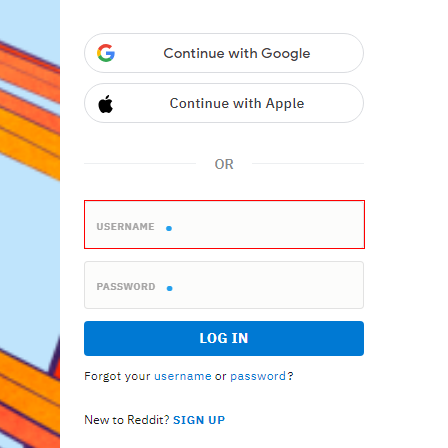 Continue with Google
Continue with Apple
OR
USERNAME
PASSWORD
LOG IN
Forgot your username or password?
New to Reddit? SIGN UP